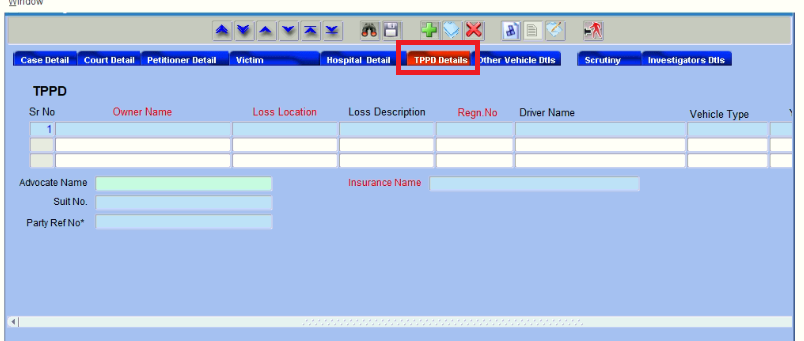 Window
Case Detail Court Detail Petitioner Detail Victim Hospital Detail TPPD Details Other Vehicle Dtls Scrutiny Investigators Dtls
TPPD
Sr No Owner Name Loss Location Loss Description Regn.No Driver Name Vehicle Type
1
Advocate Name Insurance Name
Suit No.
Party Ref No*